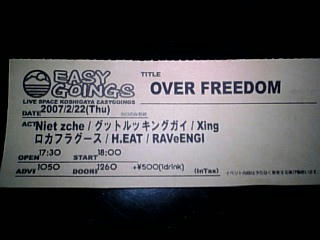 EASY GOINGS
LIVE SPACE KOSHIGAYA EASYGOINGS
TITLE
OVER FREEDOM
DATE 2007/2/22(Thu)
ACT Niet zche / グットルッキングガイ / Xing
ロカフラグース / H.EAT / RAVeENGI
OPEN 17:30 START 18:00
ADV 1050 DOOR 1260 +¥500(1drink) (InTax)